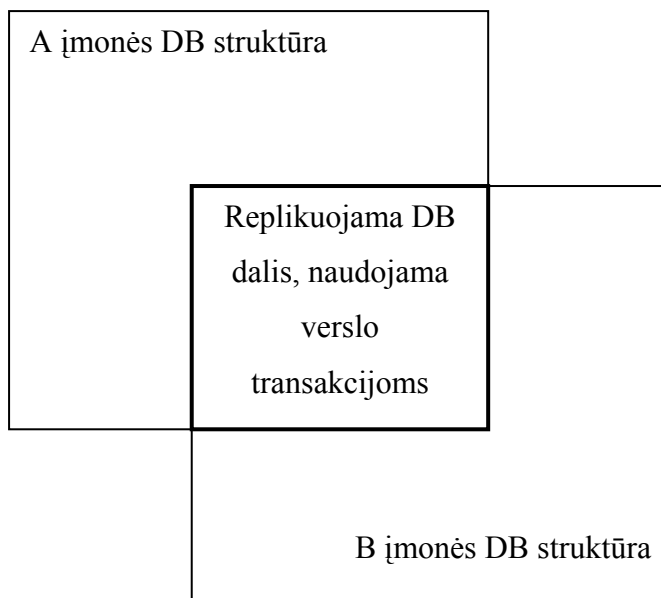 A įmonės DB struktūra
Replikuojama DB
dalis, naudojama
verslo
transakcijoms
B įmonės DB struktūra